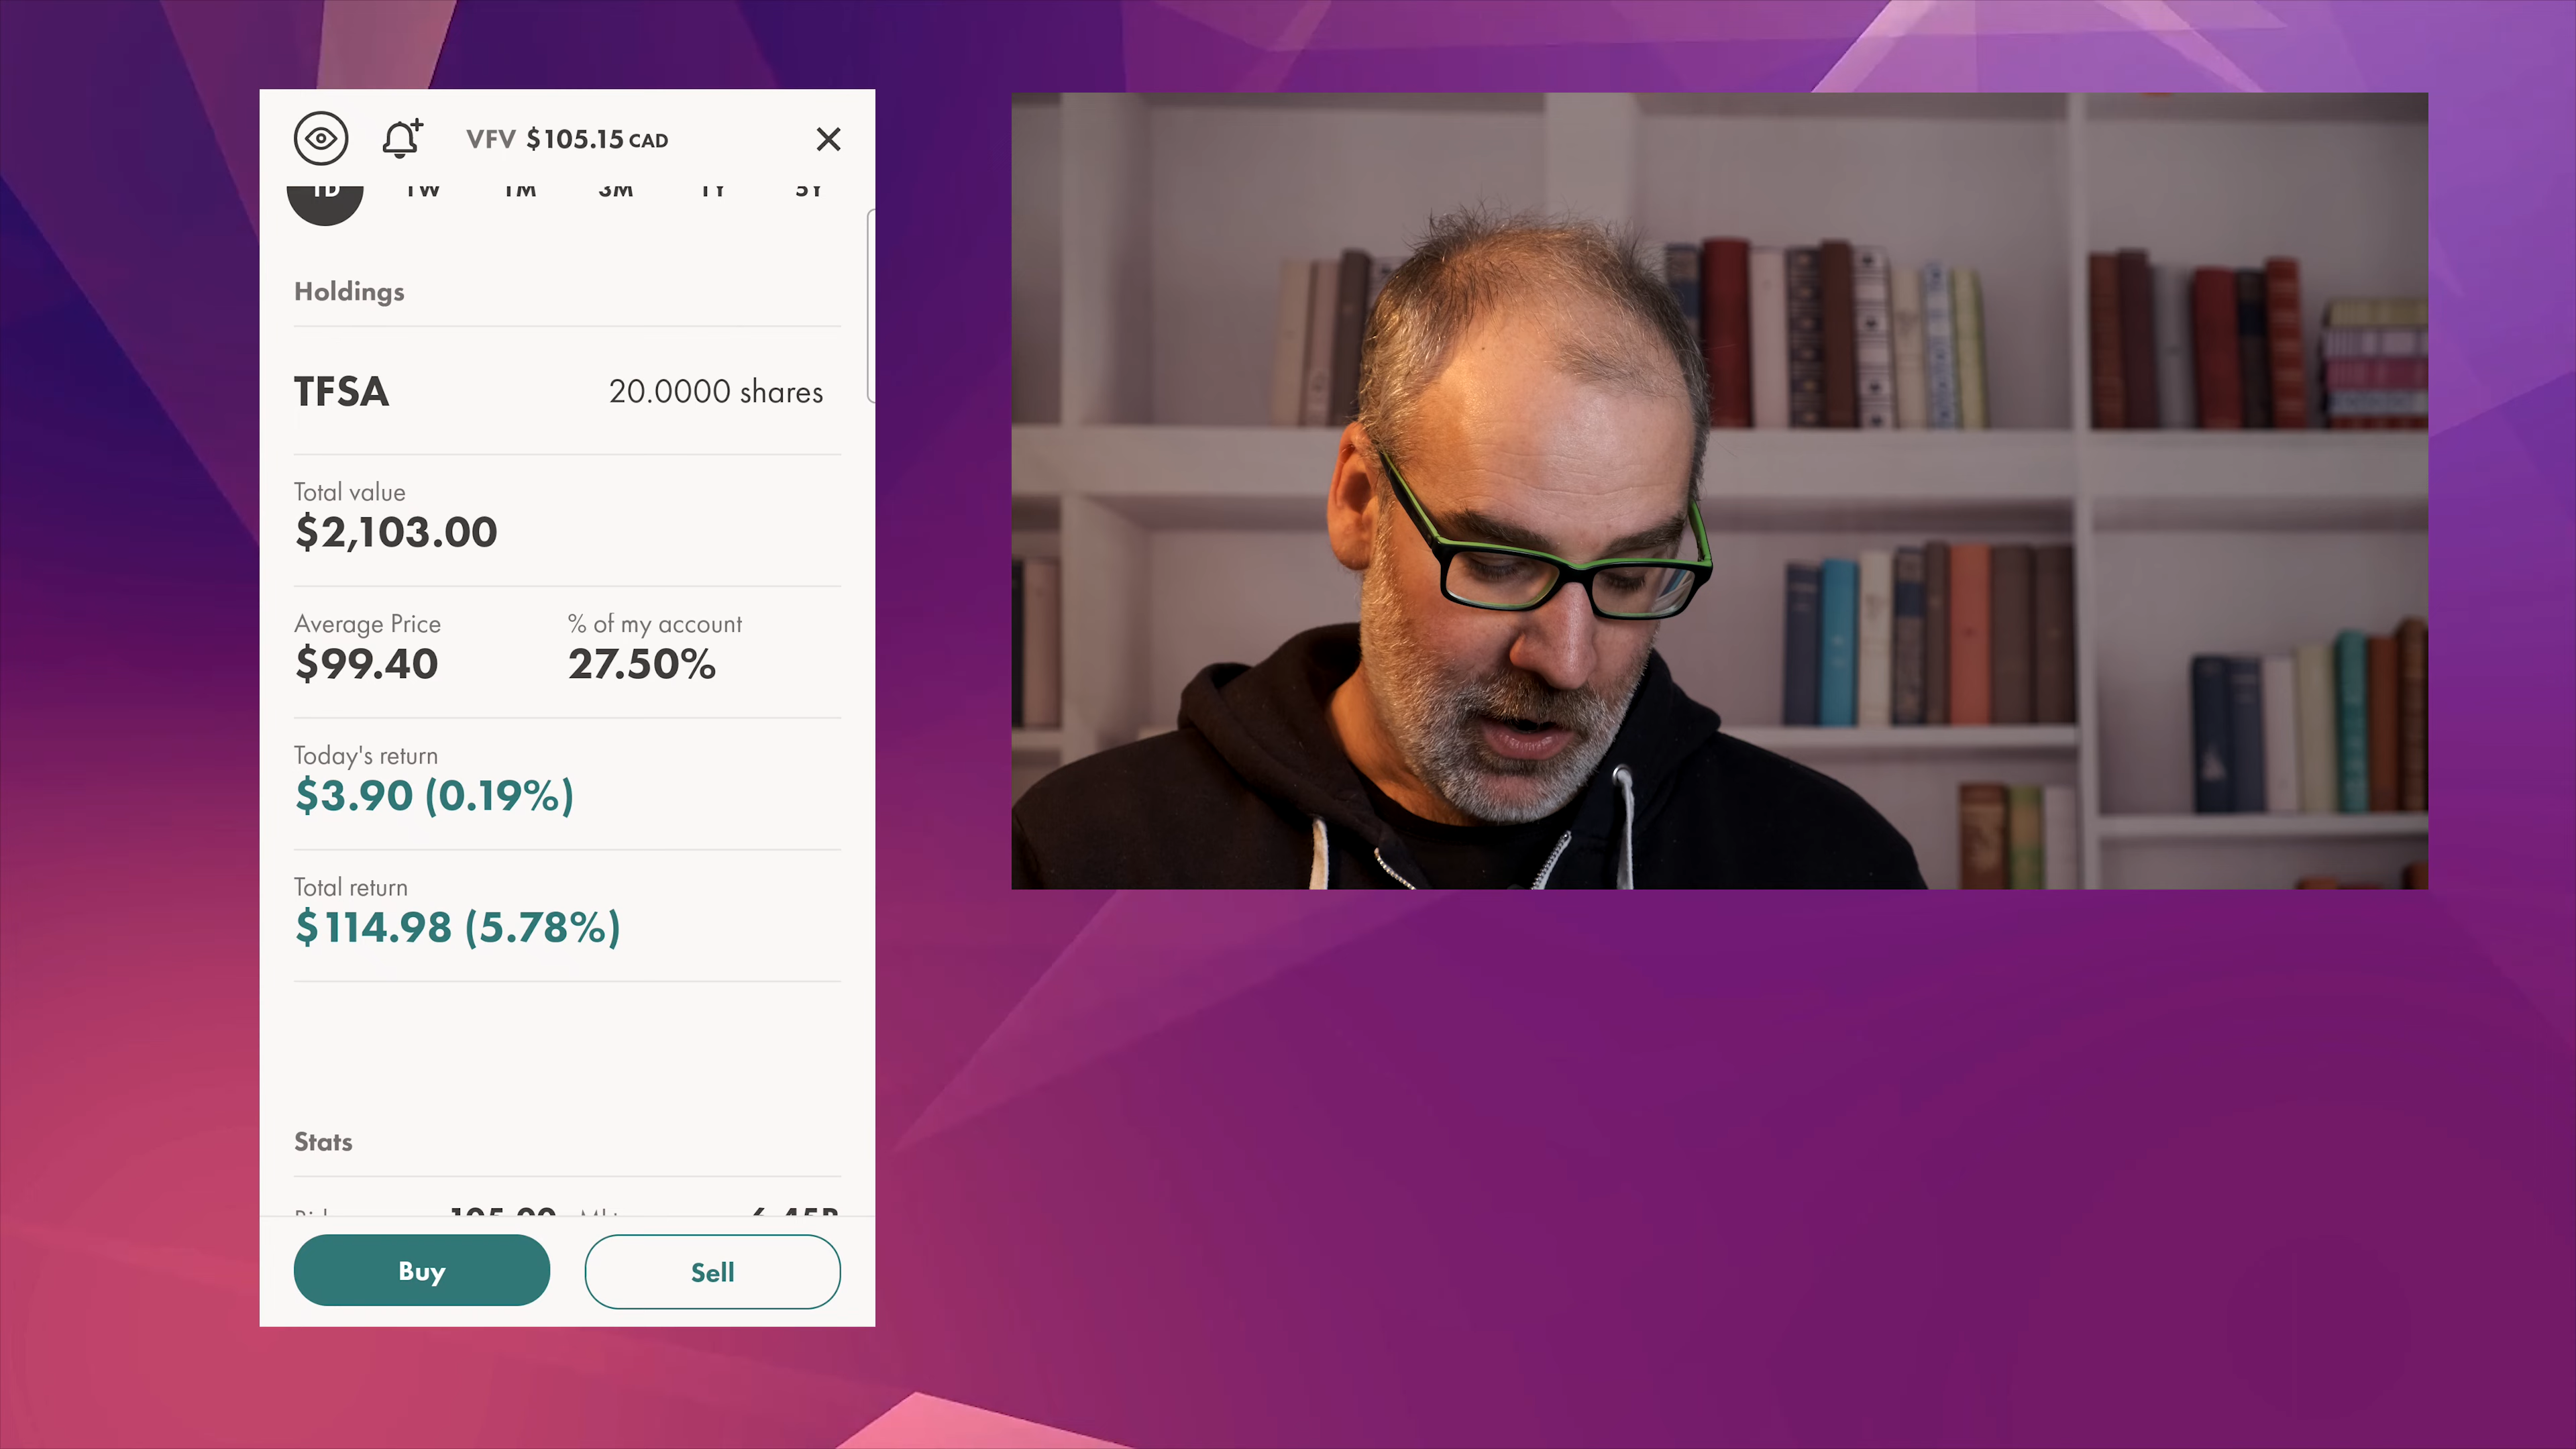 VFV $105.15 CAD
1D 1W 1M 3M 1Y 5Y
Holdings
TFSA 20.0000 shares
Total value
$2,103.00
Average Price % of my account
$99.40 27.50%
Today's return
$3.90 (0.19%)
Total return
$114.98 (5.78%)
Stats
Buy Sell